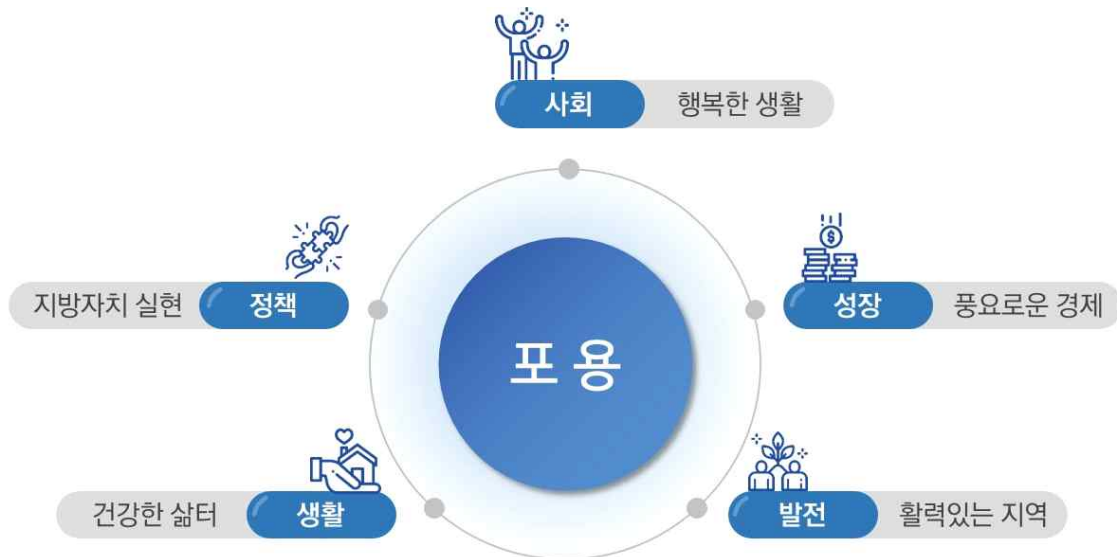 사회 행복한 생활
지방자치 실현 정책
성장 풍요로운 경제
포용
건강한 삶터 생활
발전 활력있는 지역